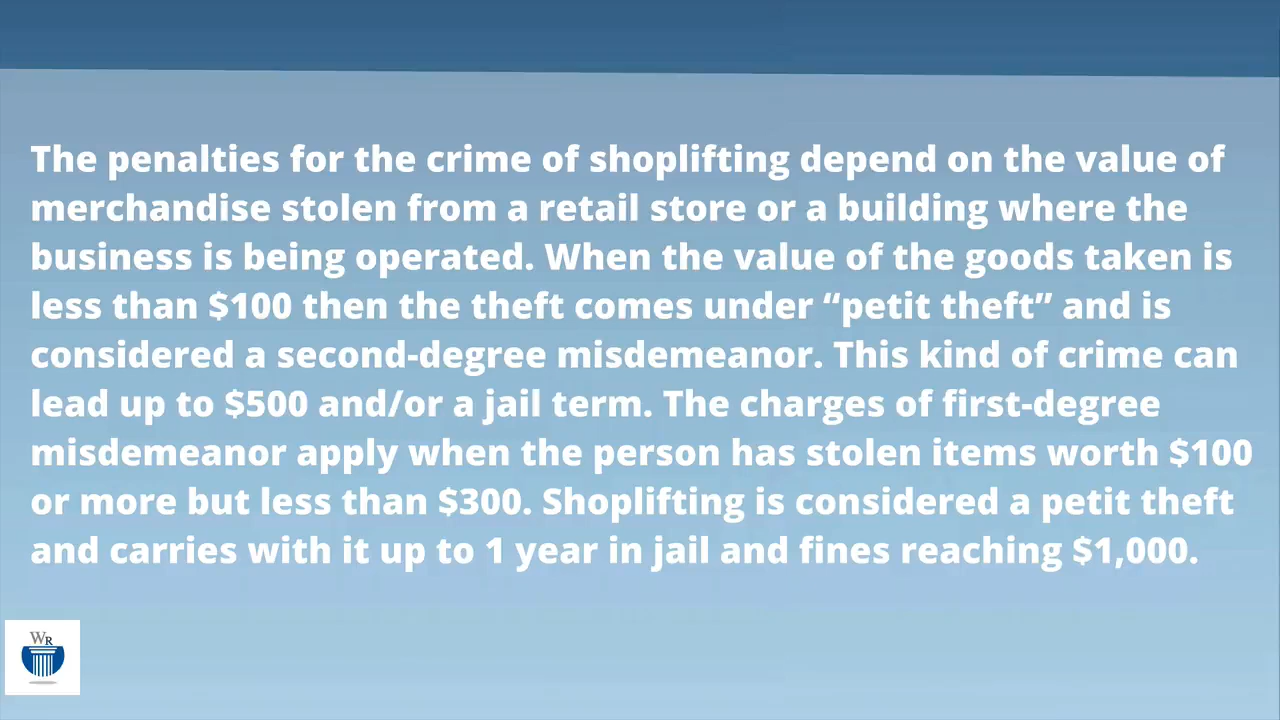 The penalties for the crime of shoplifting depend on the value of
merchandise stolen from a retail store or a building where the
business is being operated. When the value of the goods taken is
less than $100 then the theft comes under “petit theft” and is
considered a second-degree misdemeanor. This kind of crime can
lead up to $500 and/or a jail term. The charges of first-degree
misdemeanor apply when the person has stolen items worth $100
or more but less than $300. Shoplifting is considered a petit theft
and carries with it up to 1 year in jail and fines reaching $1,000.
WR